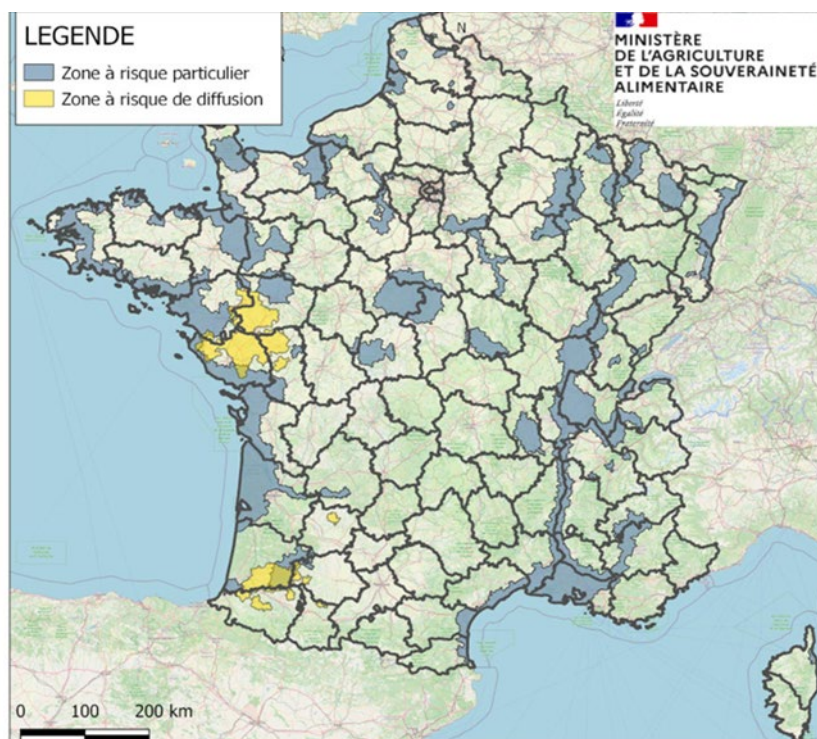 LEGENDE
Zone à risque particulier
Zone à risque de diffusion
N
MINISTÈRE
DE L'AGRICULTURE
ET DE LA SOUVERAINETÉ
ALIMENTAIRE
Liberté
Égalité
Fraternité
0 100 200 km